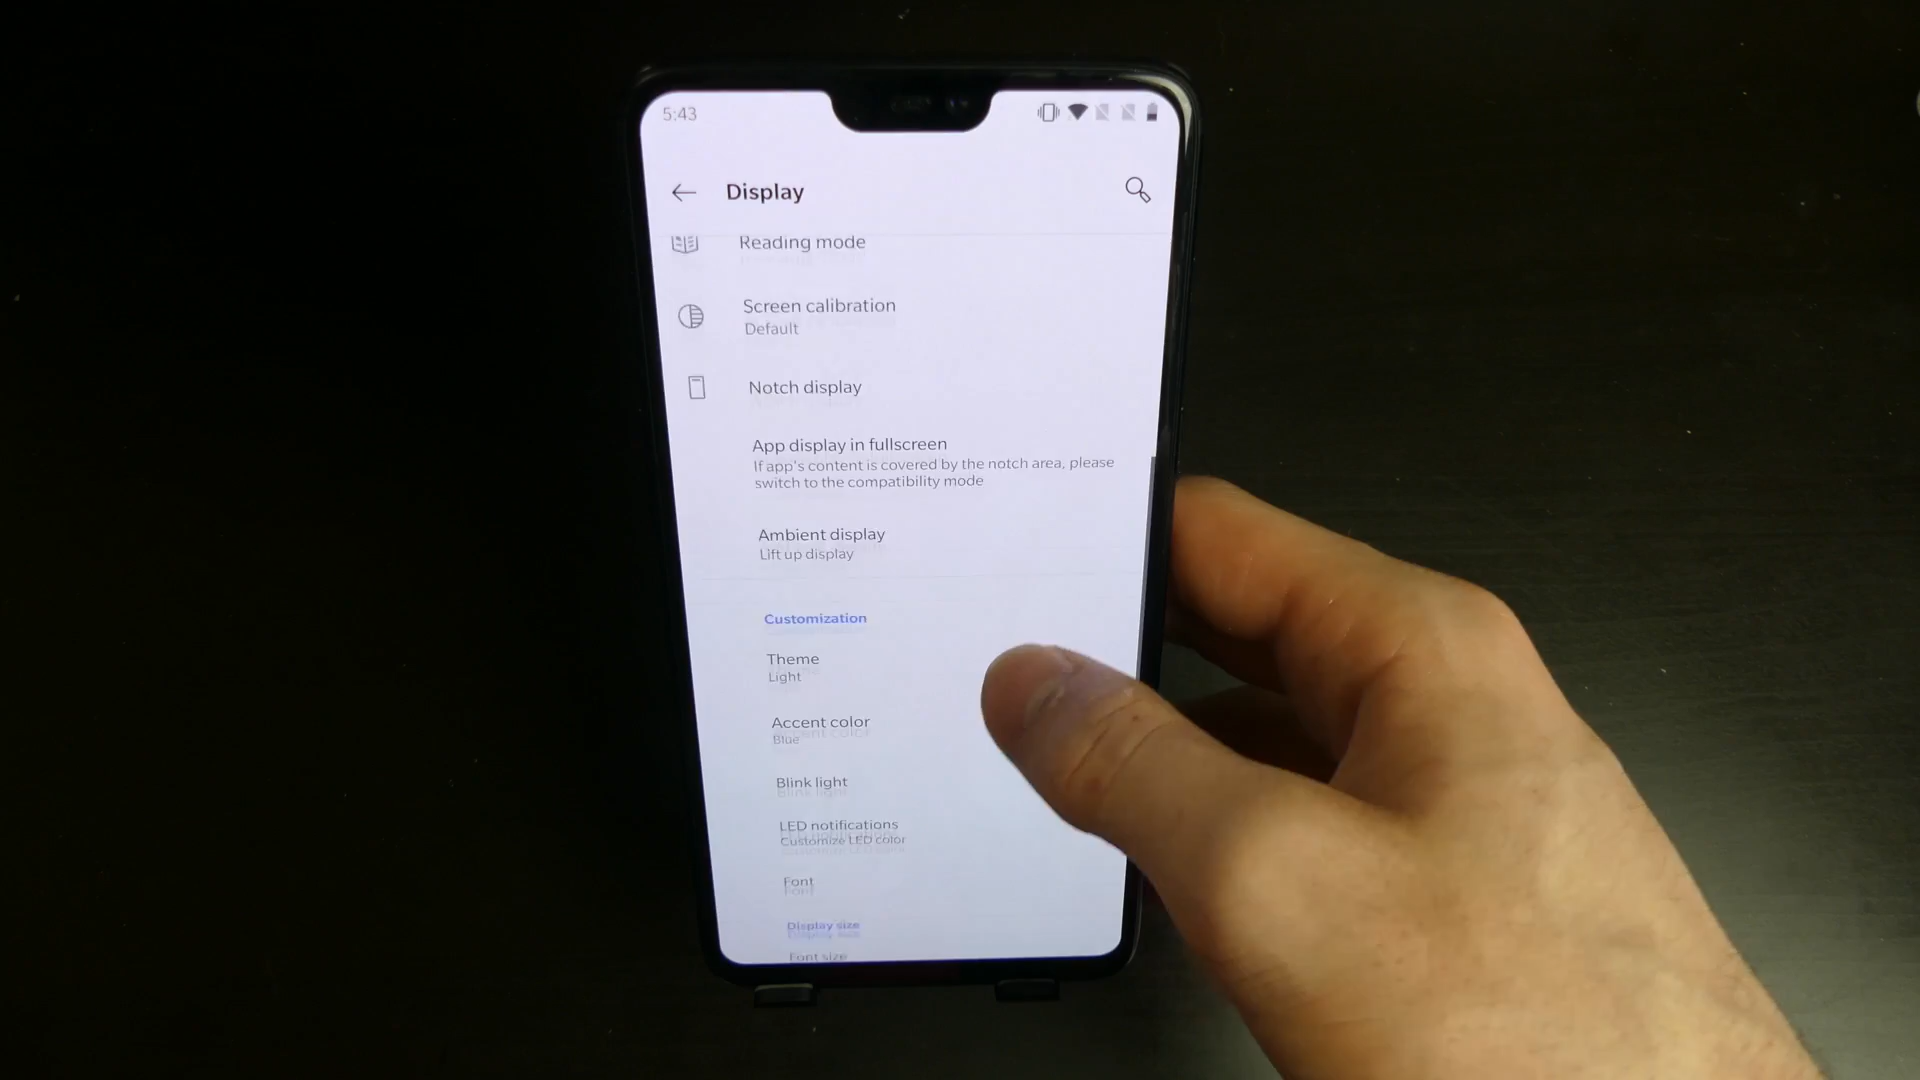 5:43
Display
Reading mode
Screen calibration
Default
Notch display
App display in fullscreen
If app's content is covered by the notch area, please
switch to the compatibility mode
Ambient display
Lift up display
Customization
Theme
Light
Accent color
Blue
Blink light
LED notifications
Customize LED color
Font
Display size
Font size